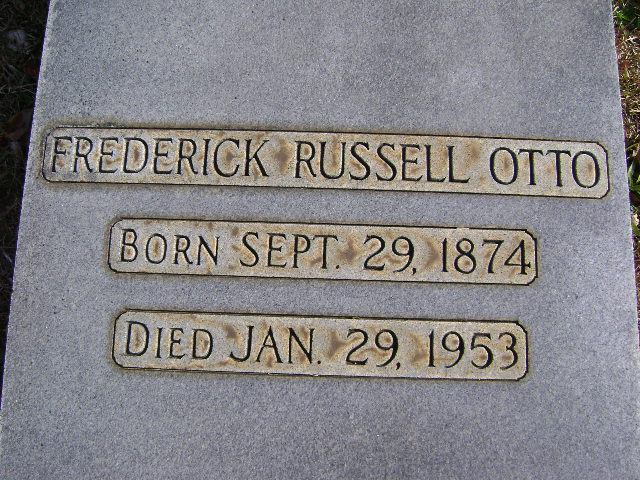 FREDERICK RUSSELL OTTO
BORN SEPT. 29, 1874
DIED JAN. 29, 1953